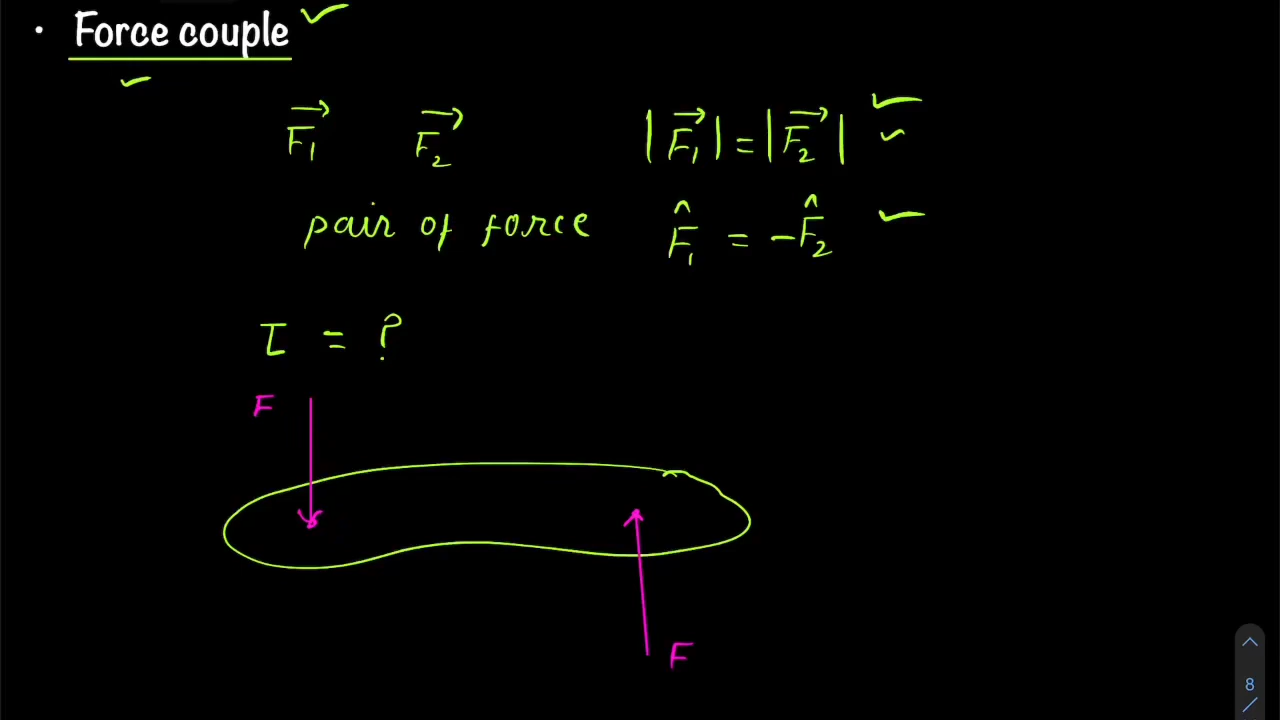 • Force couple
F₁ F₂ |F₁| = |F₂|
pair of force F̂₁ = -F̂₂
τ = ?
F
F
8